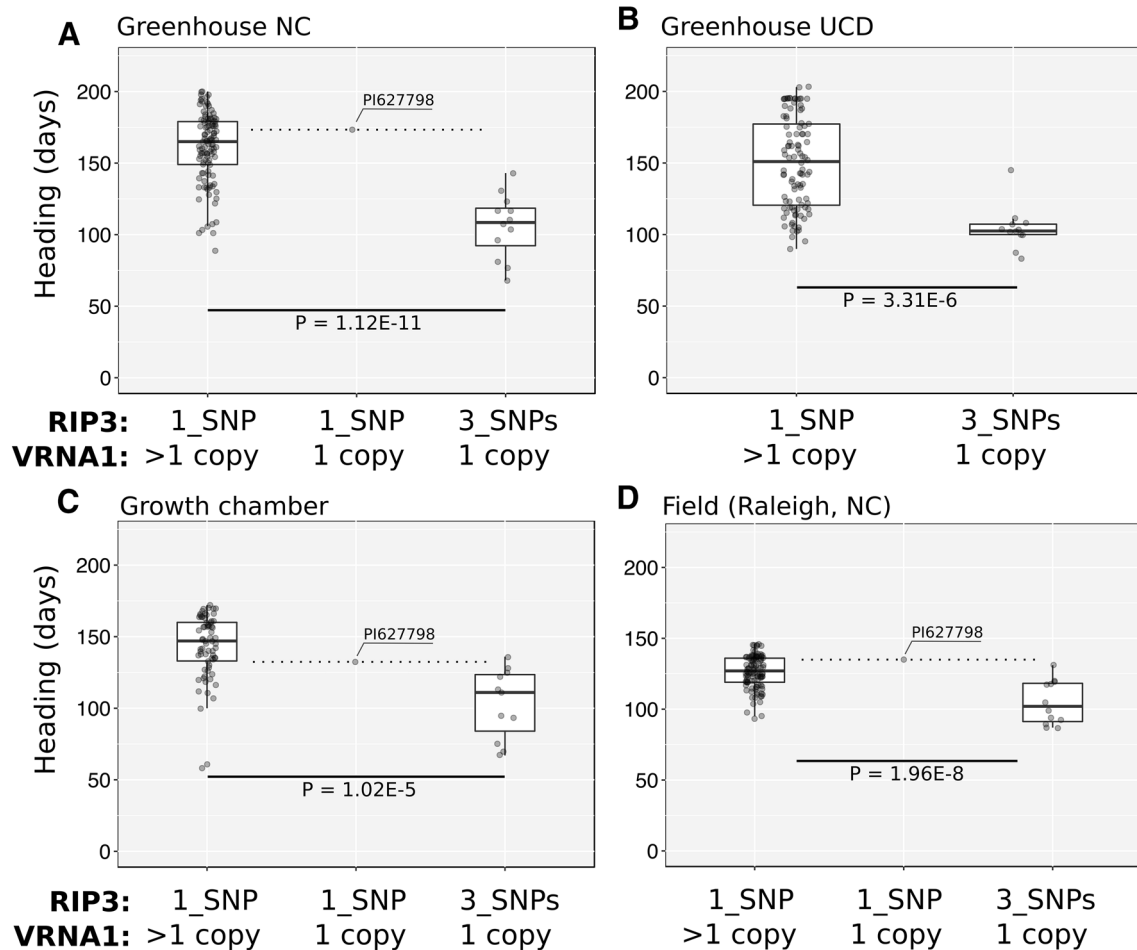 A Greenhouse NC
Heading (days)
200
150
100
50
0
PI627798
P = 1.12E-11
RIP3: 1_SNP 1_SNP 3_SNPs
VRNA1: >1 copy 1 copy 1 copy
B Greenhouse UCD
200
150
100
50
0
P = 3.31E-6
1_SNP 3_SNPs
>1 copy 1 copy
C Growth chamber
Heading (days)
200
150
100
50
0
PI627798
P = 1.02E-5
RIP3: 1_SNP 1_SNP 3_SNPs
VRNA1: >1 copy 1 copy 1 copy
D Field (Raleigh, NC)
200
150
100
50
0
PI627798
P = 1.96E-8
1_SNP 1_SNP 3_SNPs
>1 copy 1 copy 1 copy